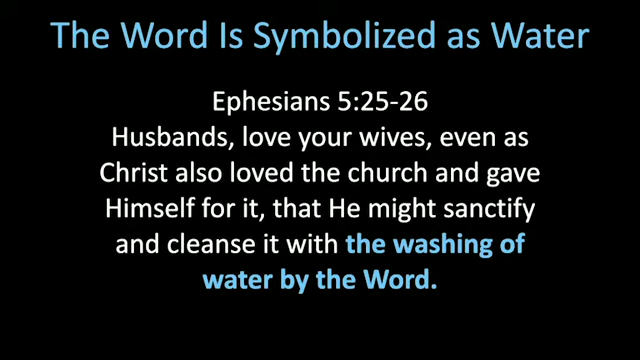 The Word Is Symbolized as Water
Ephesians 5:25-26
Husbands, love your wives, even as
Christ also loved the church and gave
Himself for it, that He might sanctify
and cleanse it with the washing of
water by the Word.